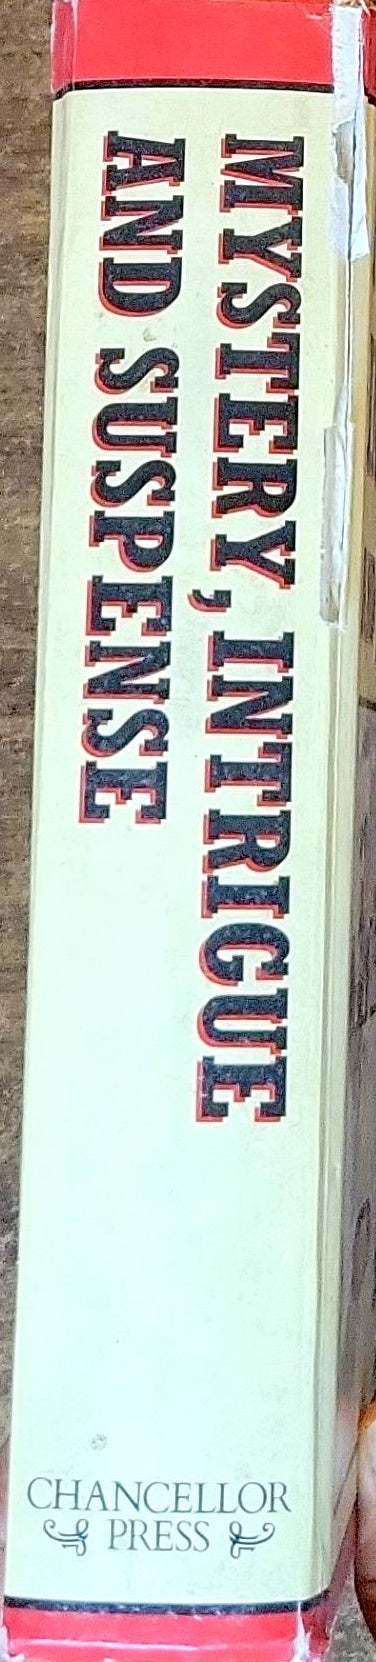 MYSTERY, INTRIGUE
AND SUSPENSE
CHANCELLOR
PRESS